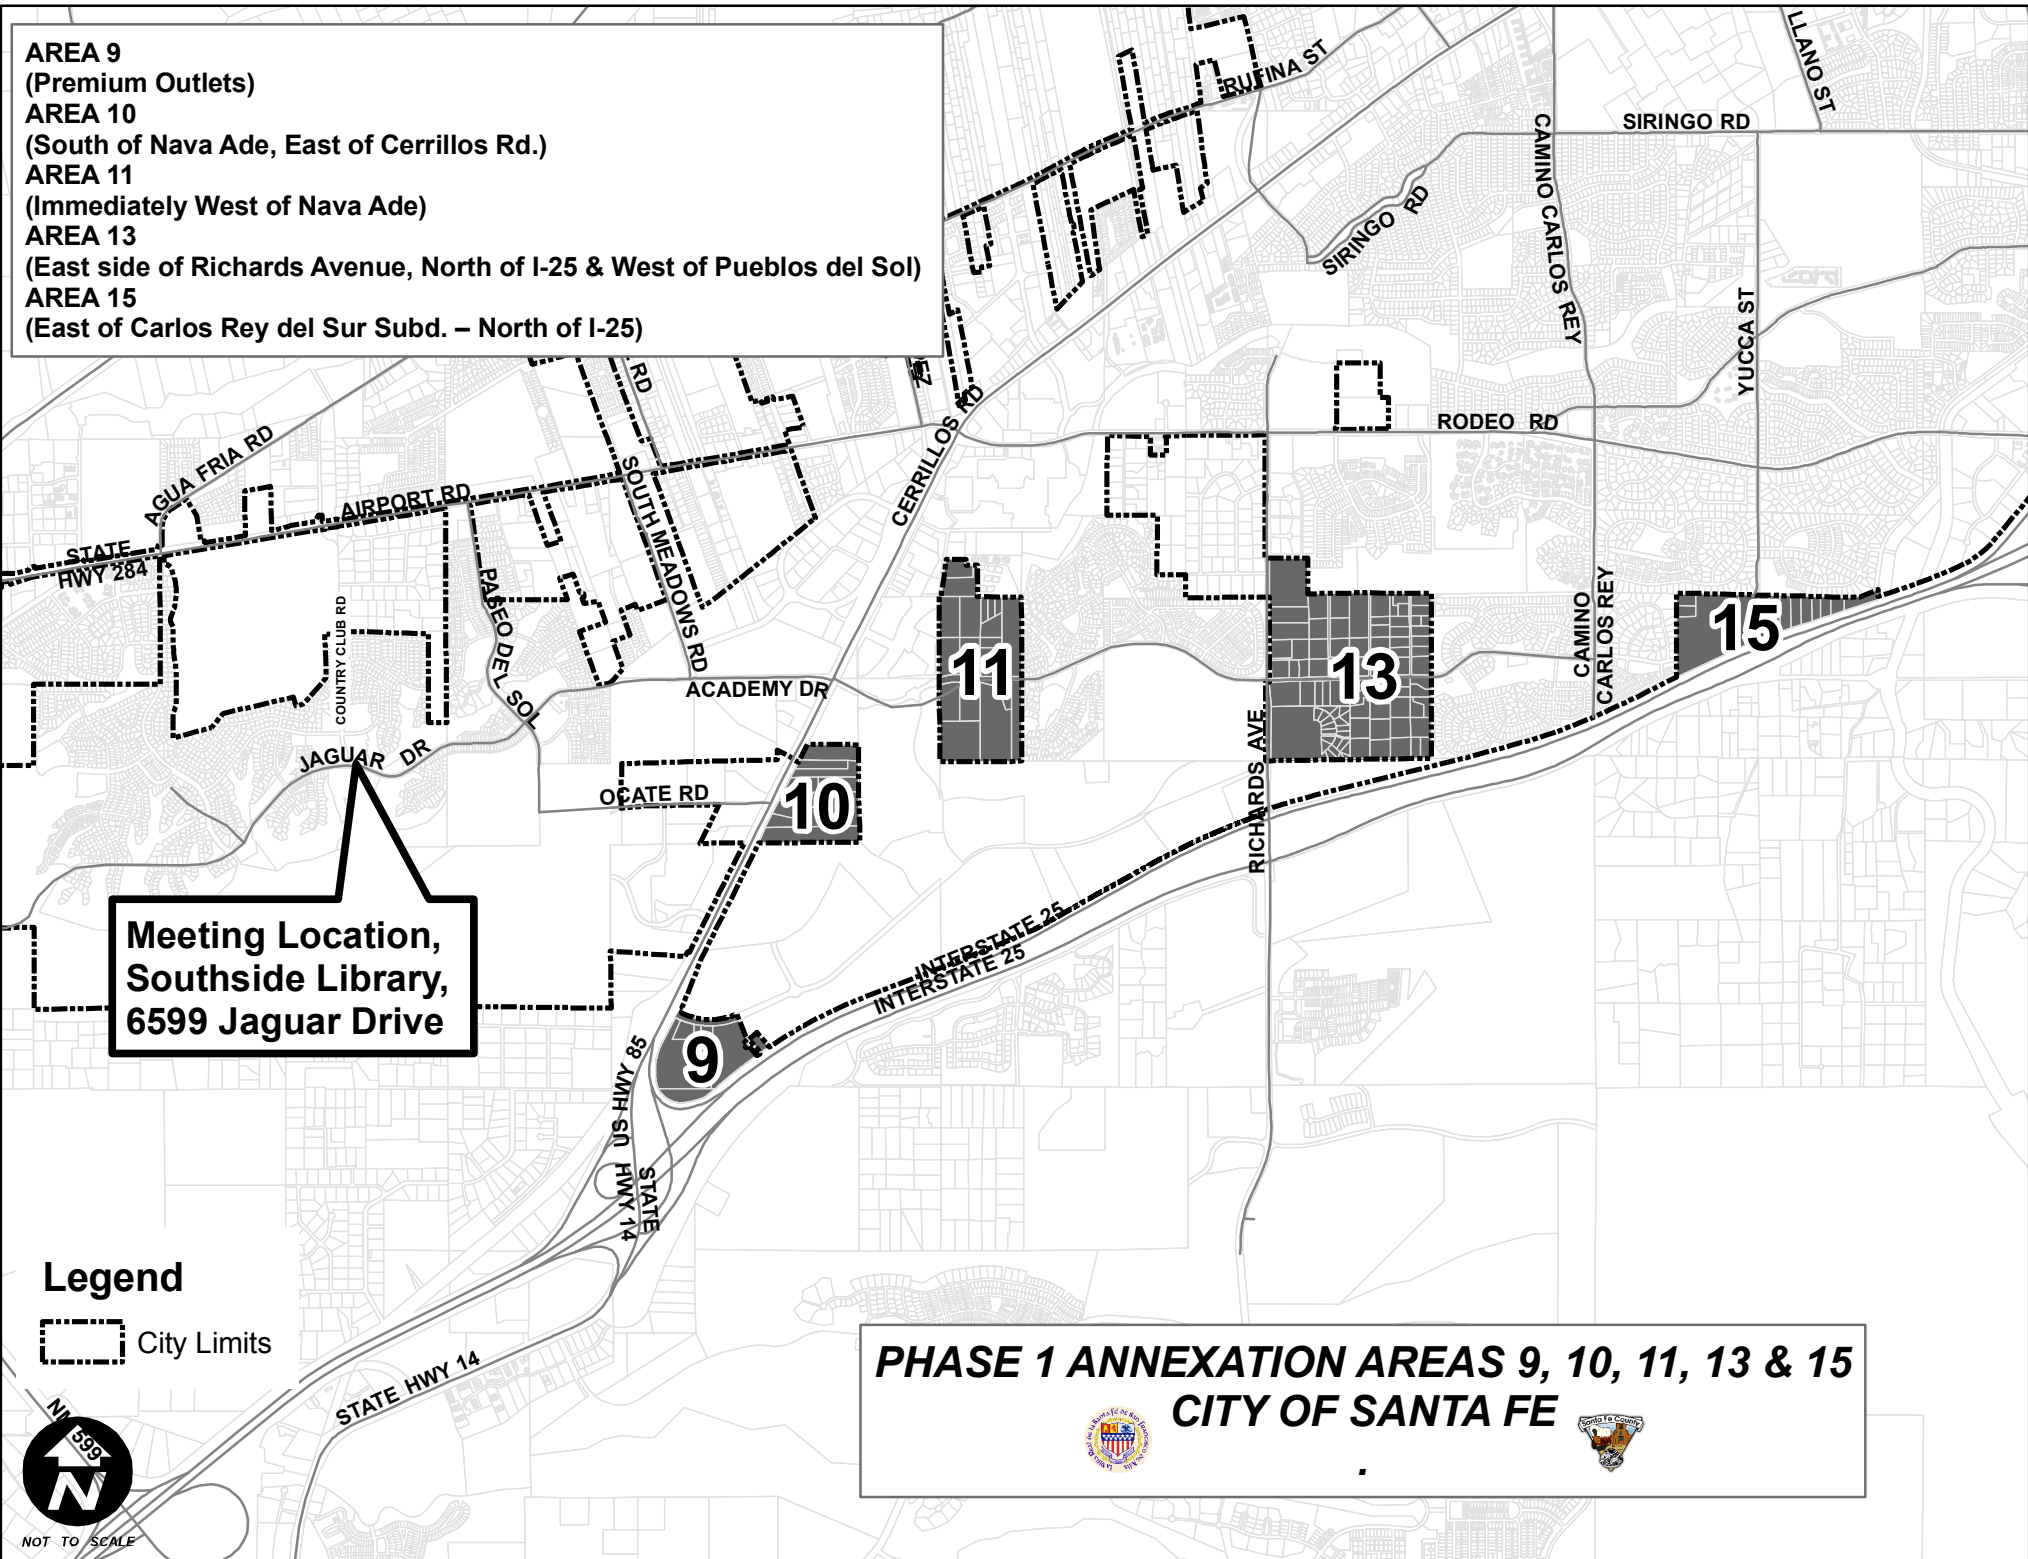 AREA 9
(Premium Outlets)
AREA 10
(South of Nava Ade, East of Cerrillos Rd.)
AREA 11
(Immediately West of Nava Ade)
AREA 13
(East side of Richards Avenue, North of I-25 & West of Pueblos del Sol)
AREA 15
(East of Carlos Rey del Sur Subd. – North of I-25)
RUFINA ST
LLANO ST
SIRINGO RD
SIRINGO RD
CAMINO CARLOS REY
YUCCA ST
RD
EZ
CERRILLOS RD
RODEO RD
AGUA FRIA RD
AIRPORT RD
STATE
HWY 284
SOUTH MEADOWS RD
PASEO DEL SOL
COUNTRY CLUB RD
CAMINO
CARLOS REY
15
11
13
ACADEMY DR
JAGUAR DR
RICHARDS AVE
OCATE RD
10
Meeting Location,
Southside Library,
6599 Jaguar Drive
INTERSTATE 25
INTERSTATE 25
9
US HWY 85
STATE
HWY 14
Legend
City Limits
STATE HWY 14
PHASE 1 ANNEXATION AREAS 9, 10, 11, 13 & 15
CITY OF SANTA FE
Santa Fe County
.
NM 599
N
NOT TO SCALE